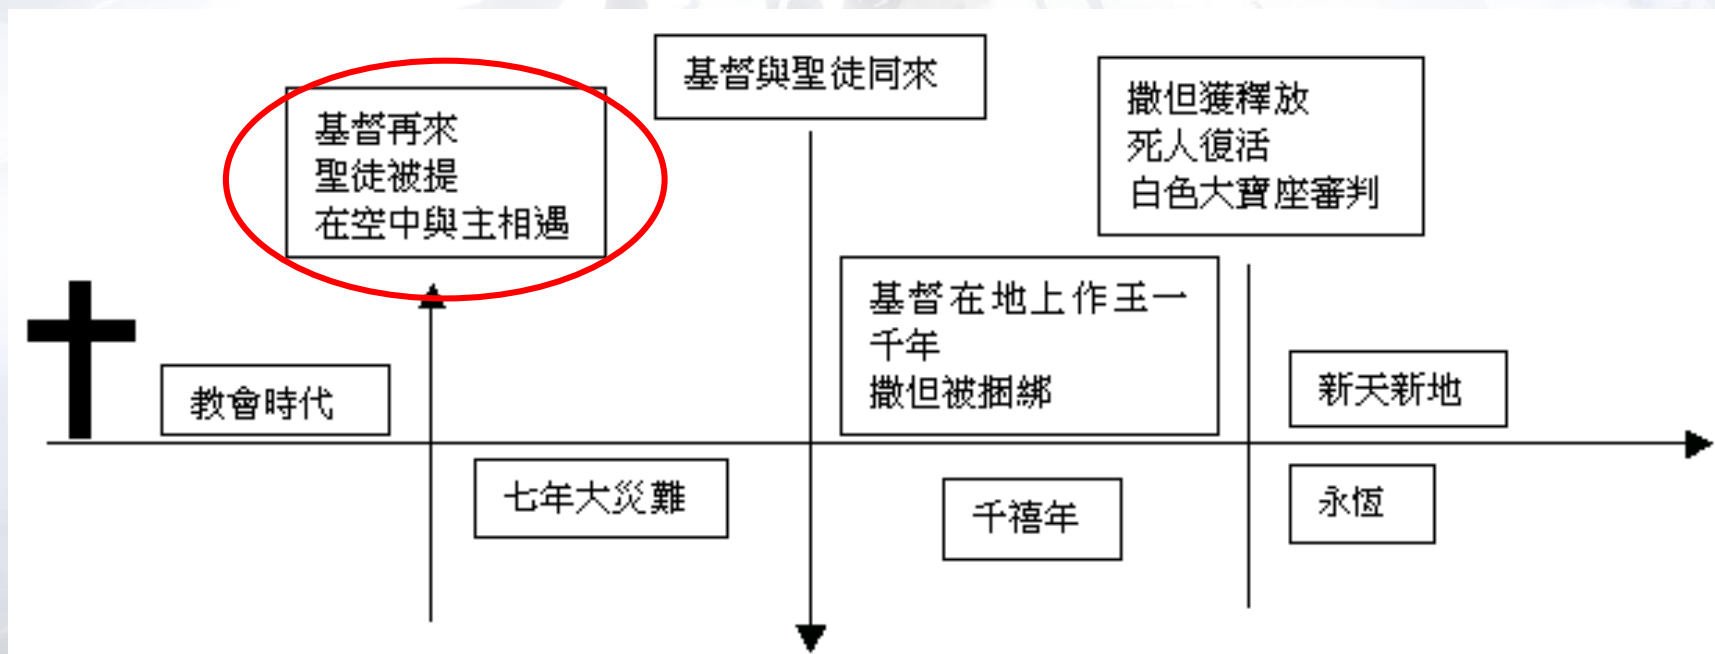 基督與聖徒同來
基督再來
聖徒被提
在空中與主相遇
撒但獲釋放
死人復活
白色大寶座審判
基督在地上作王一
千年
撒但被捆綁
教會時代
新天新地
七年大災難
千禧年
永恆